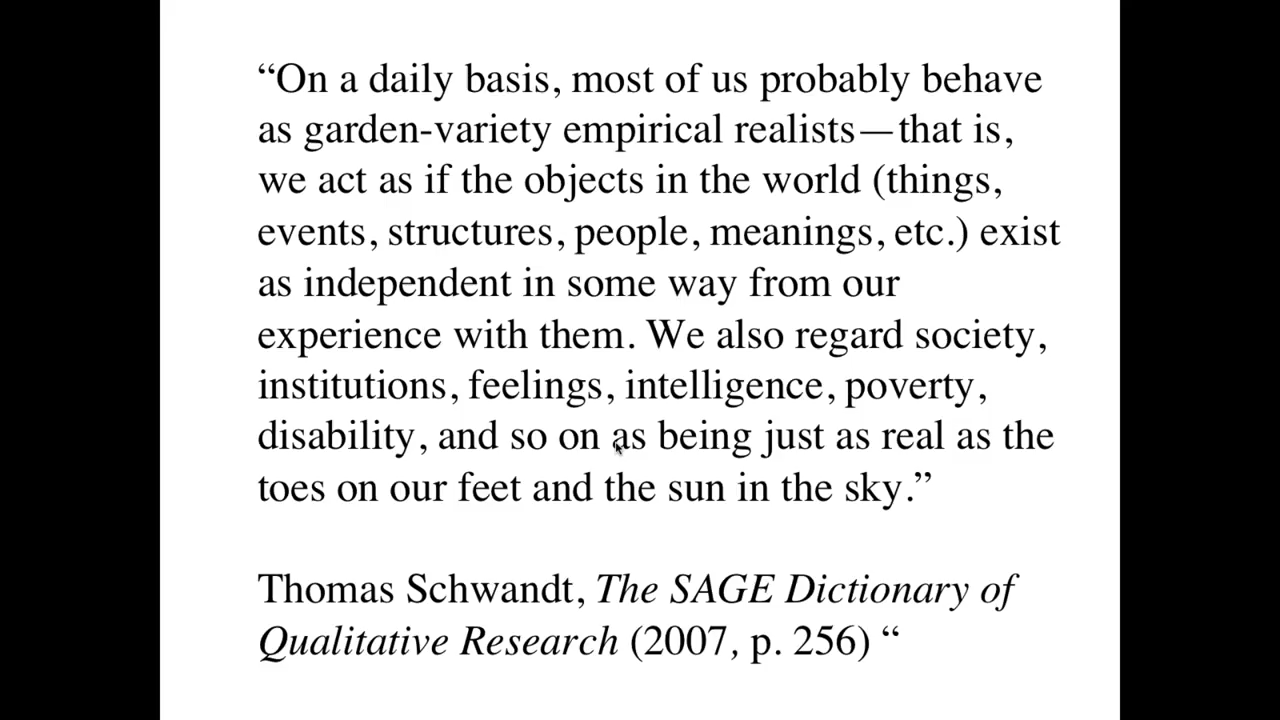 “On a daily basis, most of us probably behave
as garden-variety empirical realists—that is,
we act as if the objects in the world (things,
events, structures, people, meanings, etc.) exist
as independent in some way from our
experience with them. We also regard society,
institutions, feelings, intelligence, poverty,
disability, and so on as being just as real as the
toes on our feet and the sun in the sky.”
Thomas Schwandt, The SAGE Dictionary of
Qualitative Research (2007, p. 256) “